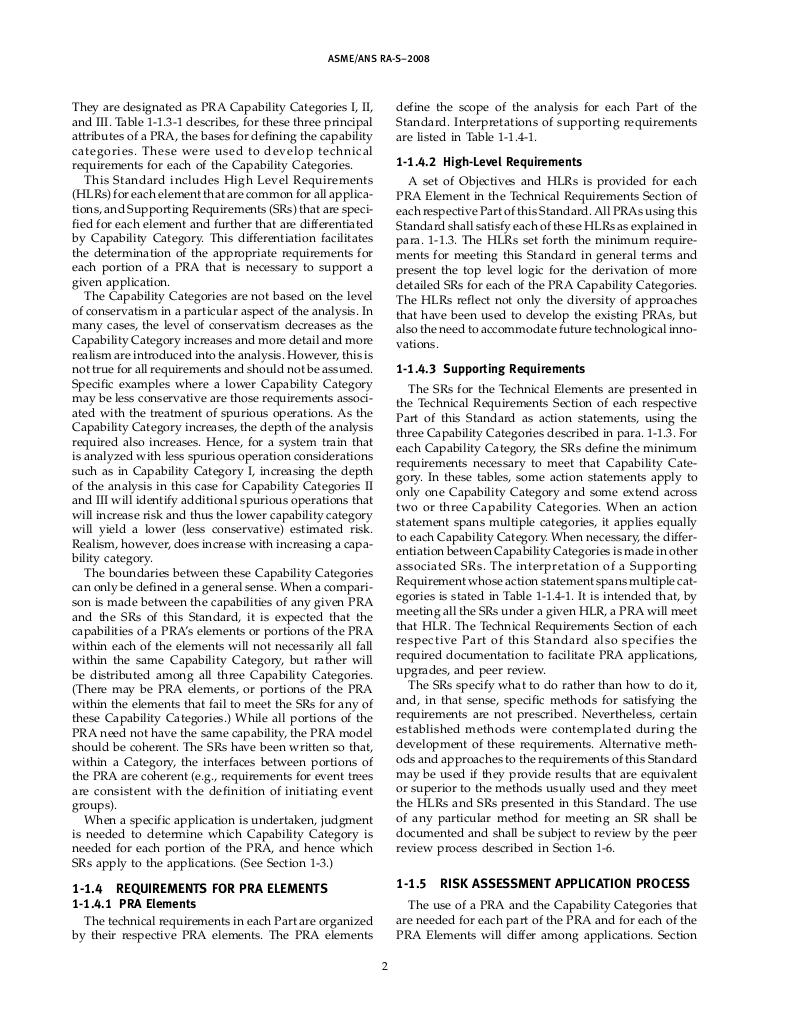 ASME/ANS RA-S–2008
They are designated as PRA Capability Categories I, II,
and III. Table 1-1.3-1 describes, for these three principal
attributes of a PRA, the bases for defining the capability
categories. These were used to develop technical
requirements for each of the Capability Categories.
This Standard includes High Level Requirements
(HLRs) for each element that are common for all applica-
tions, and Supporting Requirements (SRs) that are speci-
fied for each element and further that are differentiated
by Capability Category. This differentiation facilitates
the determination of the appropriate requirements for
each portion of a PRA that is necessary to support a
given application.
The Capability Categories are not based on the level
of conservatism in a particular aspect of the analysis. In
many cases, the level of conservatism decreases as the
Capability Category increases and more detail and more
realism are introduced into the analysis. However, this is
not true for all requirements and should not be assumed.
Specific examples where a lower Capability Category
may be less conservative are those requirements associ-
ated with the treatment of spurious operations. As the
Capability Category increases, the depth of the analysis
required also increases. Hence, for a system train that
is analyzed with less spurious operation considerations
such as in Capability Category I, increasing the depth
of the analysis in this case for Capability Categories II
and III will identify additional spurious operations that
will increase risk and thus the lower capability category
will yield a lower (less conservative) estimated risk.
Realism, however, does increase with increasing a capa-
bility category.
The boundaries between these Capability Categories
can only be defined in a general sense. When a compari-
son is made between the capabilities of any given PRA
and the SRs of this Standard, it is expected that the
capabilities of a PRA's elements or portions of the PRA
within each of the elements will not necessarily all fall
within the same Capability Category, but rather will
be distributed among all three Capability Categories.
(There may be PRA elements, or portions of the PRA
within the elements that fail to meet the SRs for any of
these Capability Categories.) While all portions of the
PRA need not have the same capability, the PRA model
should be coherent. The SRs have been written so that,
within a Category, the interfaces between portions of
the PRA are coherent (e.g., requirements for event trees
are consistent with the definition of initiating event
groups).
When a specific application is undertaken, judgment
is needed to determine which Capability Category is
needed for each portion of the PRA, and hence which
SRs apply to the applications. (See Section 1-3.)
1-1.4 REQUIREMENTS FOR PRA ELEMENTS
1-1.4.1 PRA Elements
The technical requirements in each Part are organized
by their respective PRA elements. The PRA elements
define the scope of the analysis for each Part of the
Standard. Interpretations of supporting requirements
are listed in Table 1-1.4-1.
1-1.4.2 High-Level Requirements
A set of Objectives and HLRs is provided for each
PRA Element in the Technical Requirements Section of
each respective Part of this Standard. All PRAs using this
Standard shall satisfy each of these HLRs as explained in
para. 1-1.3. The HLRs set forth the minimum require-
ments for meeting this Standard in general terms and
present the top level logic for the derivation of more
detailed SRs for each of the PRA Capability Categories.
The HLRs reflect not only the diversity of approaches
that have been used to develop the existing PRAs, but
also the need to accommodate future technological inno-
vations.
1-1.4.3 Supporting Requirements
The SRs for the Technical Elements are presented in
the Technical Requirements Section of each respective
Part of this Standard as action statements, using the
three Capability Categories described in para. 1-1.3. For
each Capability Category, the SRs define the minimum
requirements necessary to meet that Capability Cate-
gory. In these tables, some action statements apply to
only one Capability Category and some extend across
two or three Capability Categories. When an action
statement spans multiple categories, it applies equally
to each Capability Category. When necessary, the differ-
entiation between Capability Categories is made in other
associated SRs. The interpretation of a Supporting
Requirement whose action statement spans multiple cat-
egories is stated in Table 1-1.4-1. It is intended that, by
meeting all the SRs under a given HLR, a PRA will meet
that HLR. The Technical Requirements Section of each
respective Part of this Standard also specifies the
required documentation to facilitate PRA applications,
upgrades, and peer review.
The SRs specify what to do rather than how to do it,
and, in that sense, specific methods for satisfying the
requirements are not prescribed. Nevertheless, certain
established methods were contemplated during the
development of these requirements. Alternative meth-
ods and approaches to the requirements of this Standard
may be used if they provide results that are equivalent
or superior to the methods usually used and they meet
the HLRs and SRs presented in this Standard. The use
of any particular method for meeting an SR shall be
documented and shall be subject to review by the peer
review process described in Section 1-6.
1-1.5 RISK ASSESSMENT APPLICATION PROCESS
The use of a PRA and the Capability Categories that
are needed for each part of the PRA and for each of the
PRA Elements will differ among applications. Section
2